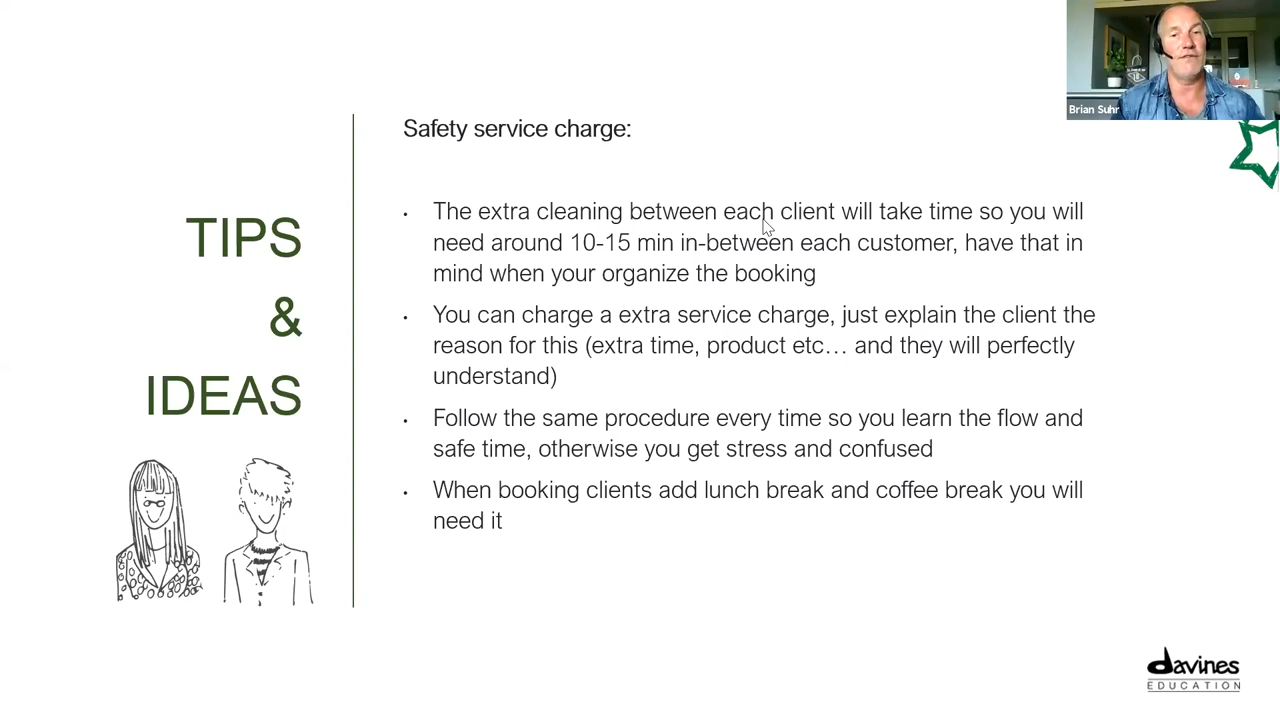 Brian Suhr
Safety service charge:
TIPS
&
IDEAS
• The extra cleaning between each client will take time so you will
need around 10-15 min in-between each customer, have that in
mind when your organize the booking
• You can charge a extra service charge, just explain the client the
reason for this (extra time, product etc… and they will perfectly
understand)
• Follow the same procedure every time so you learn the flow and
safe time, otherwise you get stress and confused
• When booking clients add lunch break and coffee break you will
need it
davines
EDUCATION